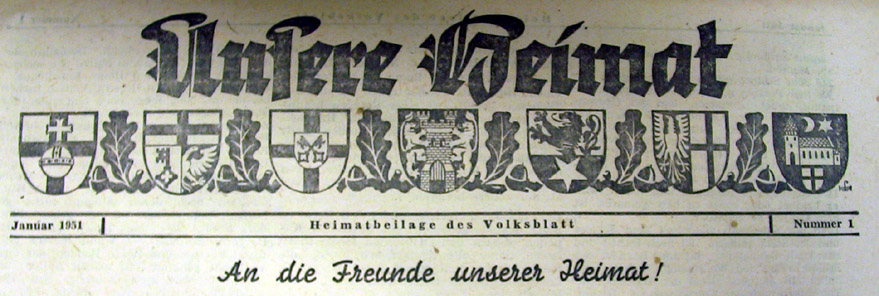 Unsere Heimat
Januar 1951 Heimatbeilage des Volksblatt Nummer 1
An die Freunde unserer Heimat!